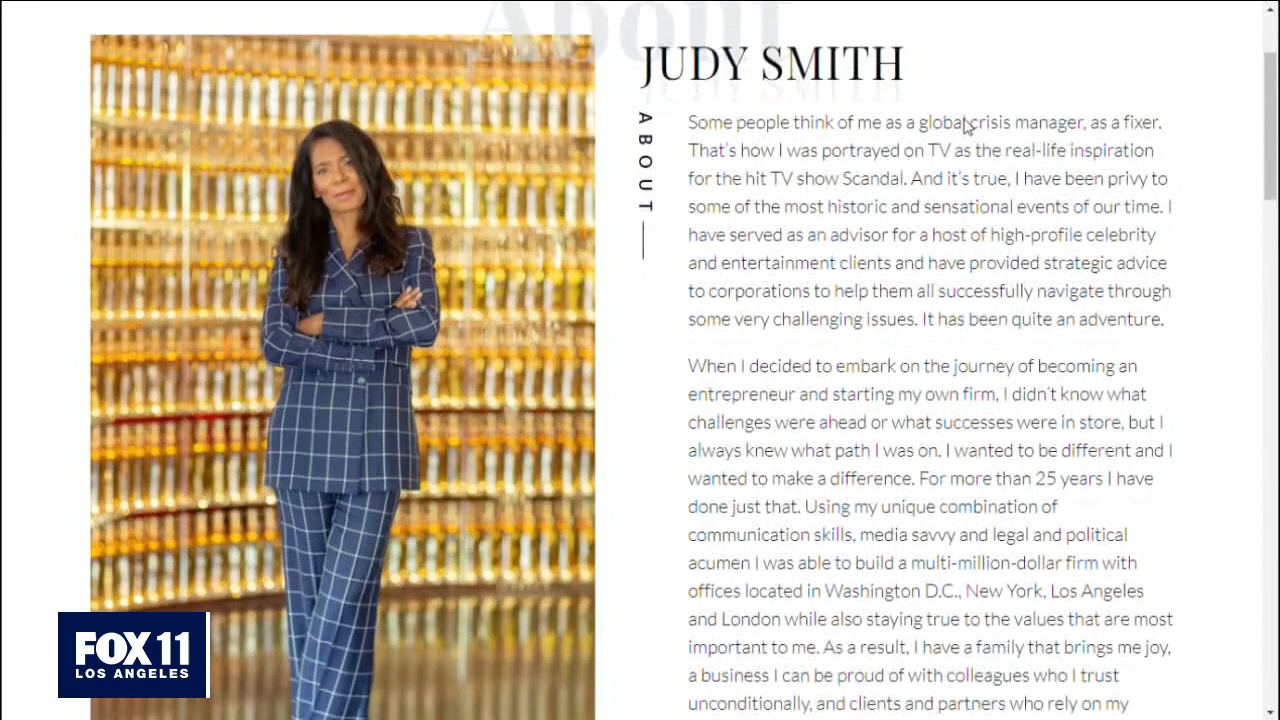 About
JUDY SMITH
ABOUT
Some people think of me as a global crisis manager, as a fixer.
That's how I was portrayed on TV as the real-life inspiration
for the hit TV show Scandal. And it's true, I have been privy to
some of the most historic and sensational events of our time. I
have served as an advisor for a host of high-profile celebrity
and entertainment clients and have provided strategic advice
to corporations to help them all successfully navigate through
some very challenging issues. It has been quite an adventure.
When I decided to embark on the journey of becoming an
entrepreneur and starting my own firm, I didn't know what
challenges were ahead or what successes were in store, but I
always knew what path I was on. I wanted to be different and I
wanted to make a difference. For more than 25 years I have
done just that. Using my unique combination of
communication skills, media savvy and legal and political
acumen I was able to build a multi-million-dollar firm with
offices located in Washington D.C., New York, Los Angeles
and London while also staying true to the values that are most
important to me. As a result, I have a family that brings me joy,
a business I can be proud of with colleagues who I trust
unconditionally, and clients and partners who rely on my
FOX 11
LOS ANGELES